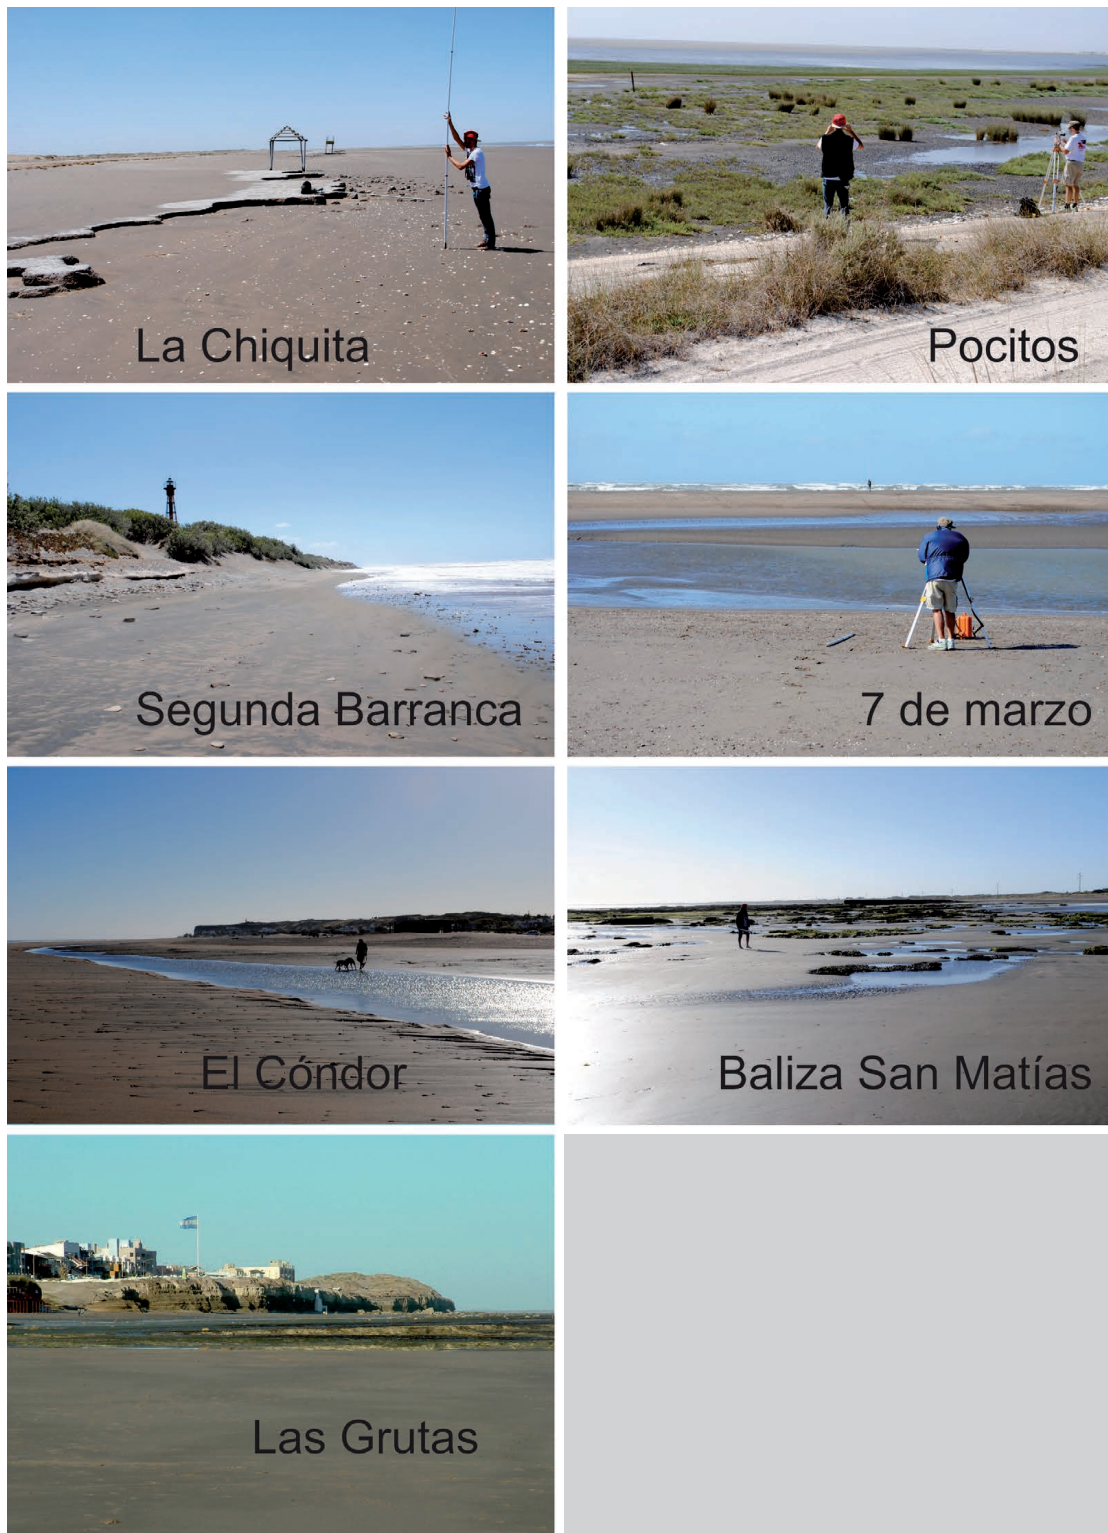 La Chiquita
Pocitos
Segunda Barranca
7 de marzo
El Cóndor
Baliza San Matías
Las Grutas